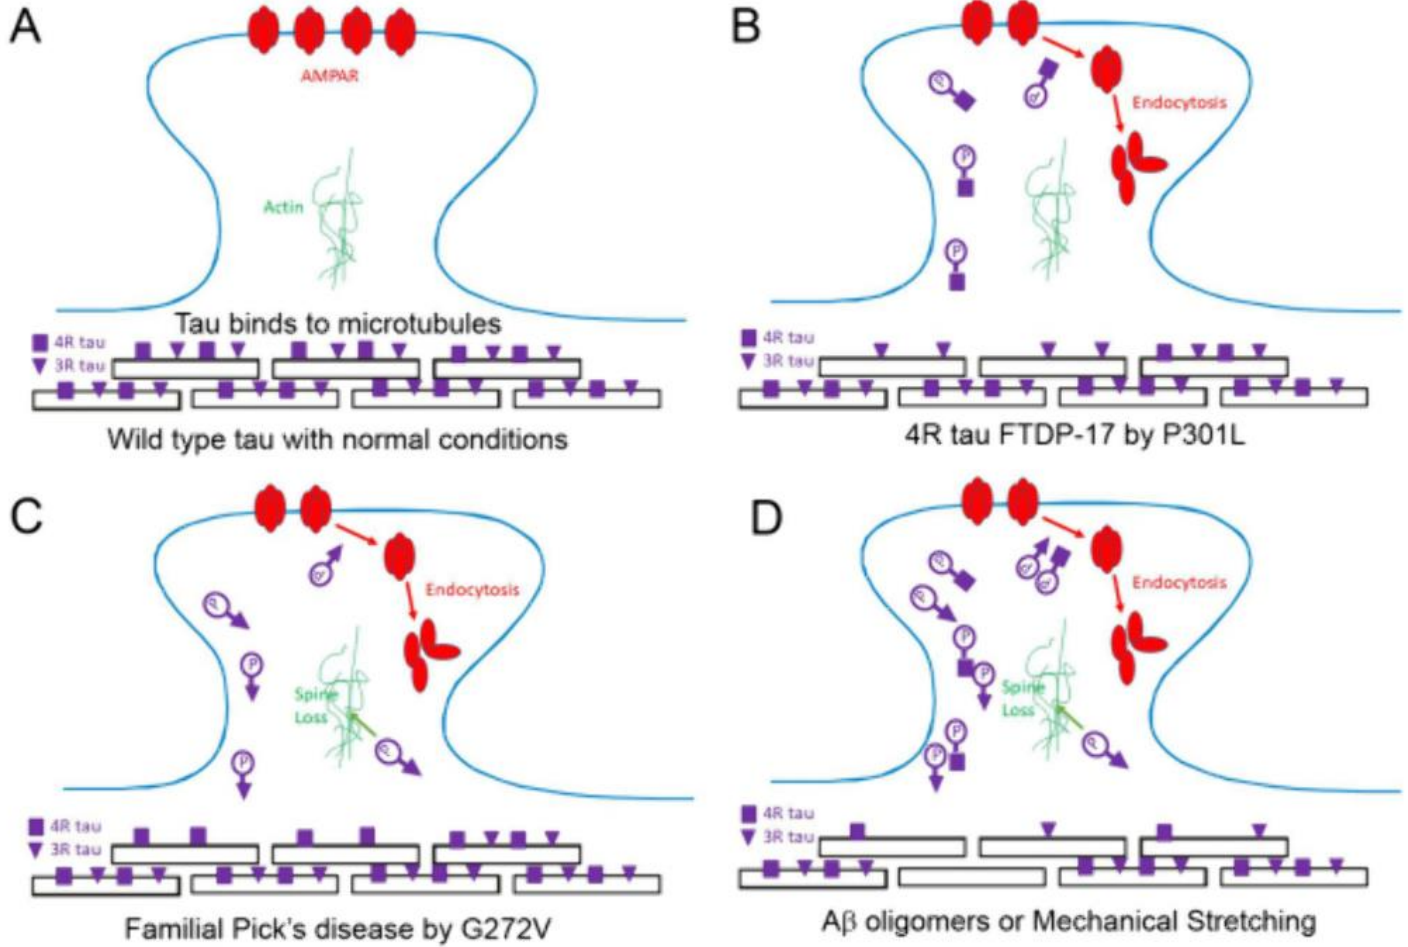 A
AMPAR
Actin
Tau binds to microtubules
4R tau
3R tau
Wild type tau with normal conditions
B
P
P
P
P
Endocytosis
4R tau
3R tau
4R tau FTDP-17 by P301L
C
P
P
P
P
P
Endocytosis
Spine
Loss
4R tau
3R tau
Familial Pick's disease by G272V
D
P
P
P
P
P
P
P
P
P
Endocytosis
Spine
Loss
4R tau
3R tau
Aβ oligomers or Mechanical Stretching